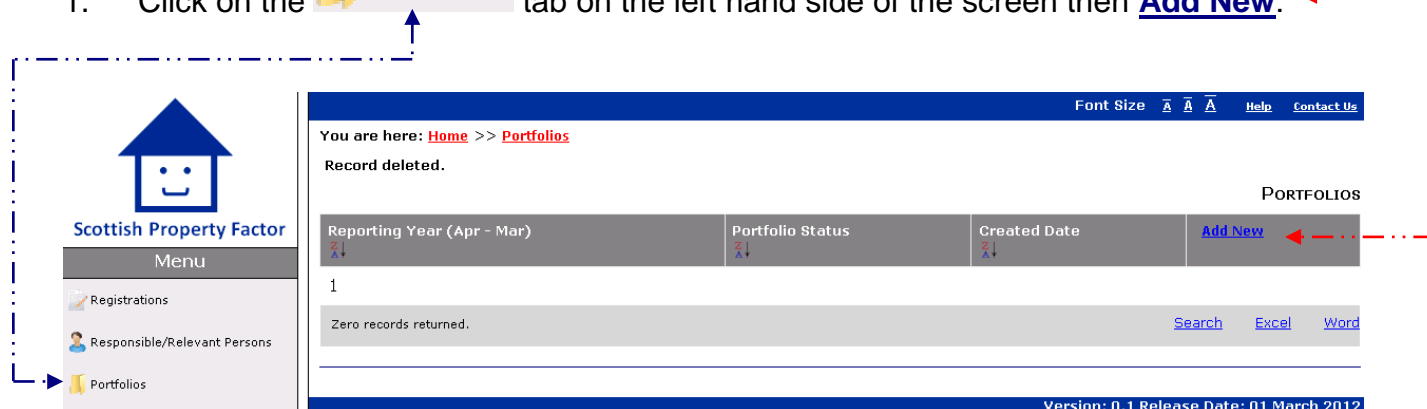 1. Click on the tab on the left hand side of the screen then Add New.
Font Size A A A Help Contact Us
You are here: Home >> Portfolios
Record deleted.
PORTFOLIOS
Scottish Property Factor
Reporting Year (Apr - Mar) Portfolio Status Created Date Add New
Menu
1
Registrations
Zero records returned. Search Excel Word
Responsible/Relevant Persons
Portfolios
Version: 0.1 Release Date: 01 March 2012